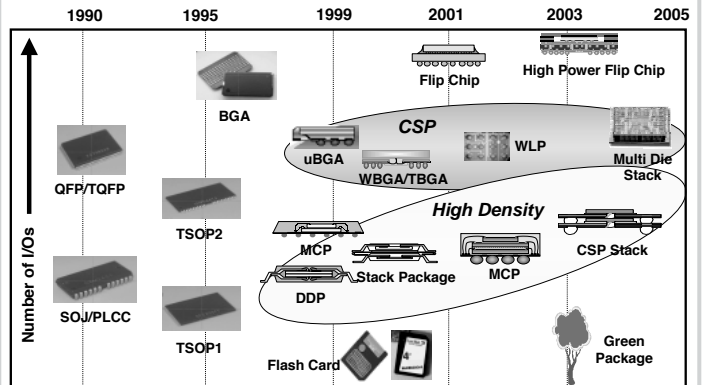 1990 1995 1999 2001 2003 2005
Number of I/Os
Flip Chip
High Power Flip Chip
BGA
CSP
uBGA
WBGA/TBGA
WLP
Multi Die
Stack
QFP/TQFP
TSOP2
High Density
MCP
Stack Package
MCP
CSP Stack
DDP
SOJ/PLCC
TSOP1
Flash Card
Green
Package